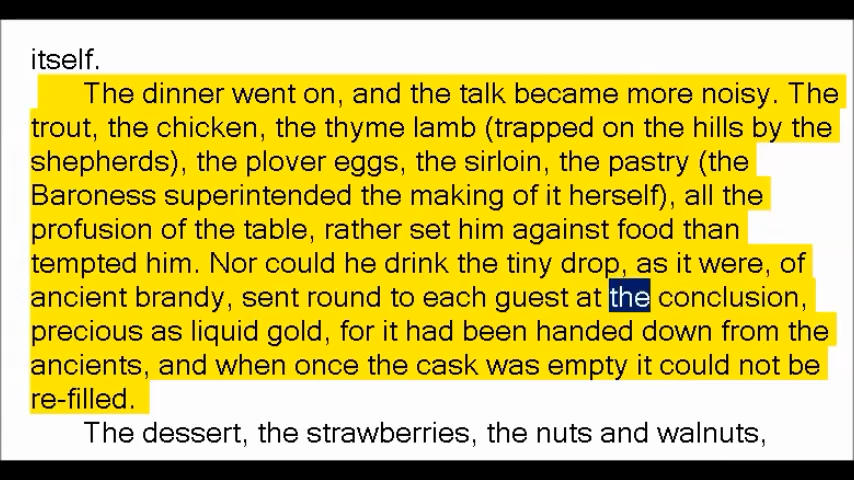 itself.
The dinner went on, and the talk became more noisy. The
trout, the chicken, the thyme lamb (trapped on the hills by the
shepherds), the plover eggs, the sirloin, the pastry (the
Baroness superintended the making of it herself), all the
profusion of the table, rather set him against food than
tempted him. Nor could he drink the tiny drop, as it were, of
ancient brandy, sent round to each guest at the conclusion,
precious as liquid gold, for it had been handed down from the
ancients, and when once the cask was empty it could not be
re-filled.
The dessert, the strawberries, the nuts and walnuts,